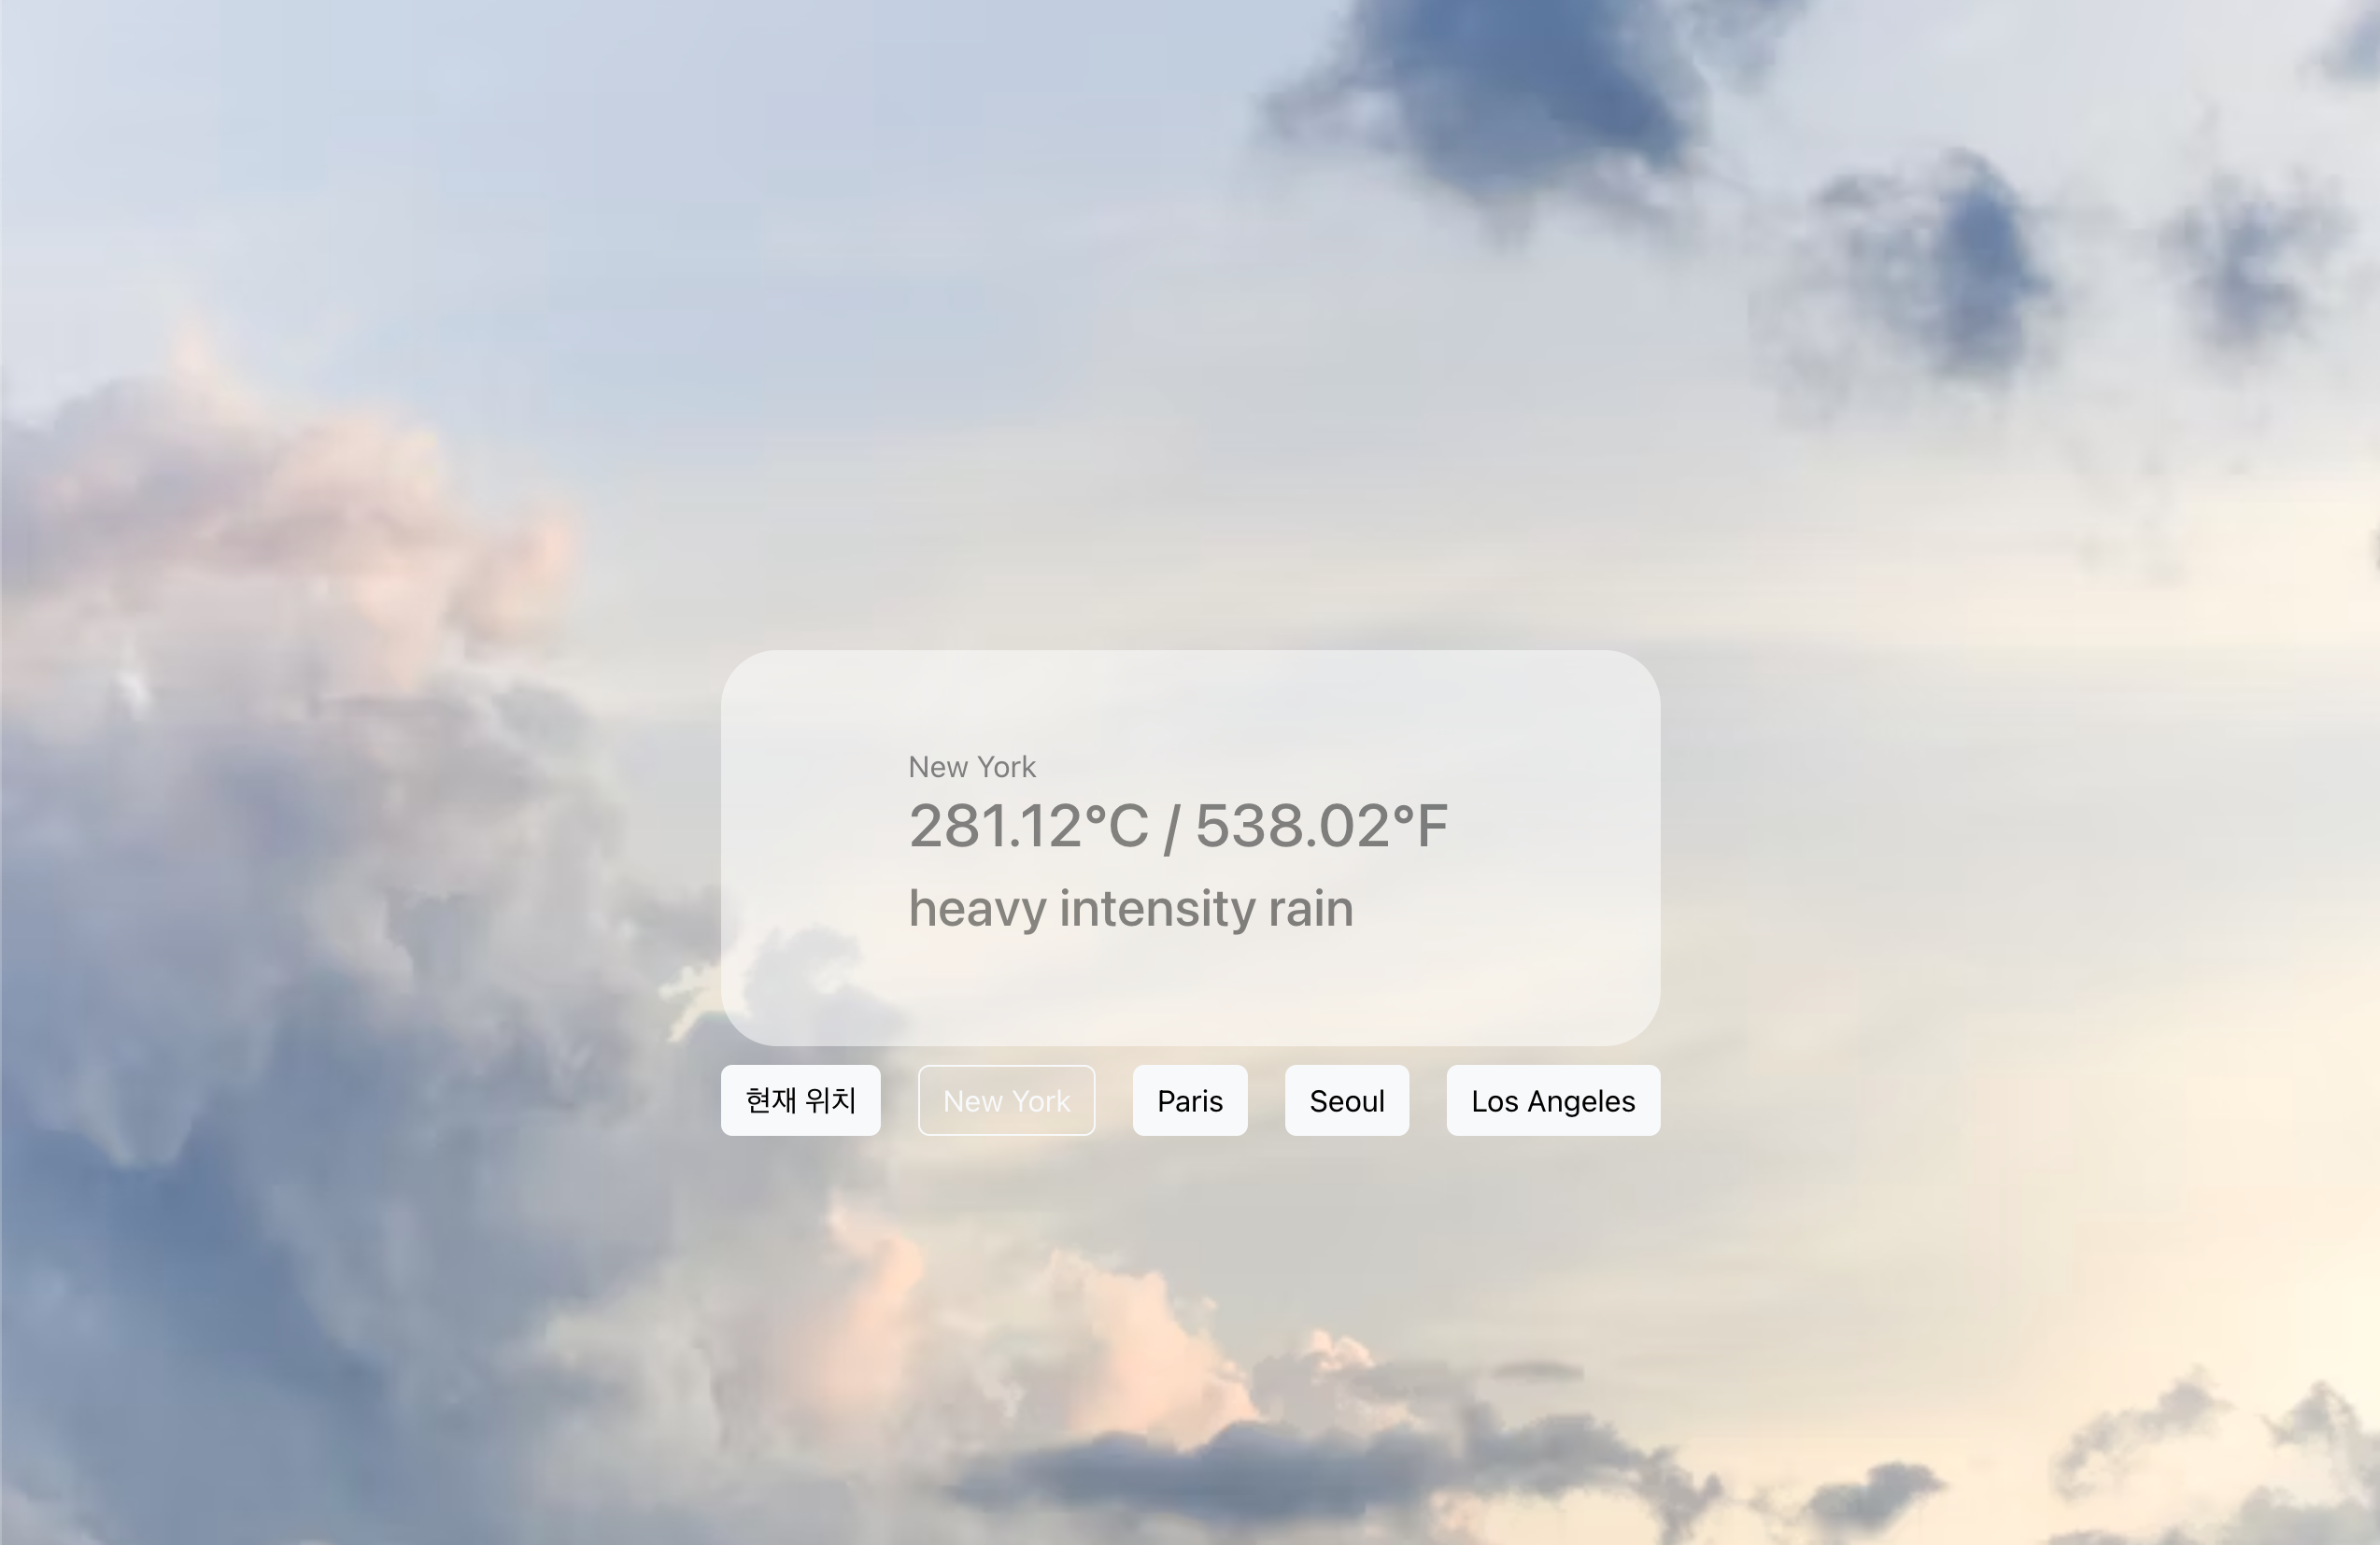 New York
281.12°C / 538.02°F
heavy intensity rain
현재 위치 New York Paris Seoul Los Angeles